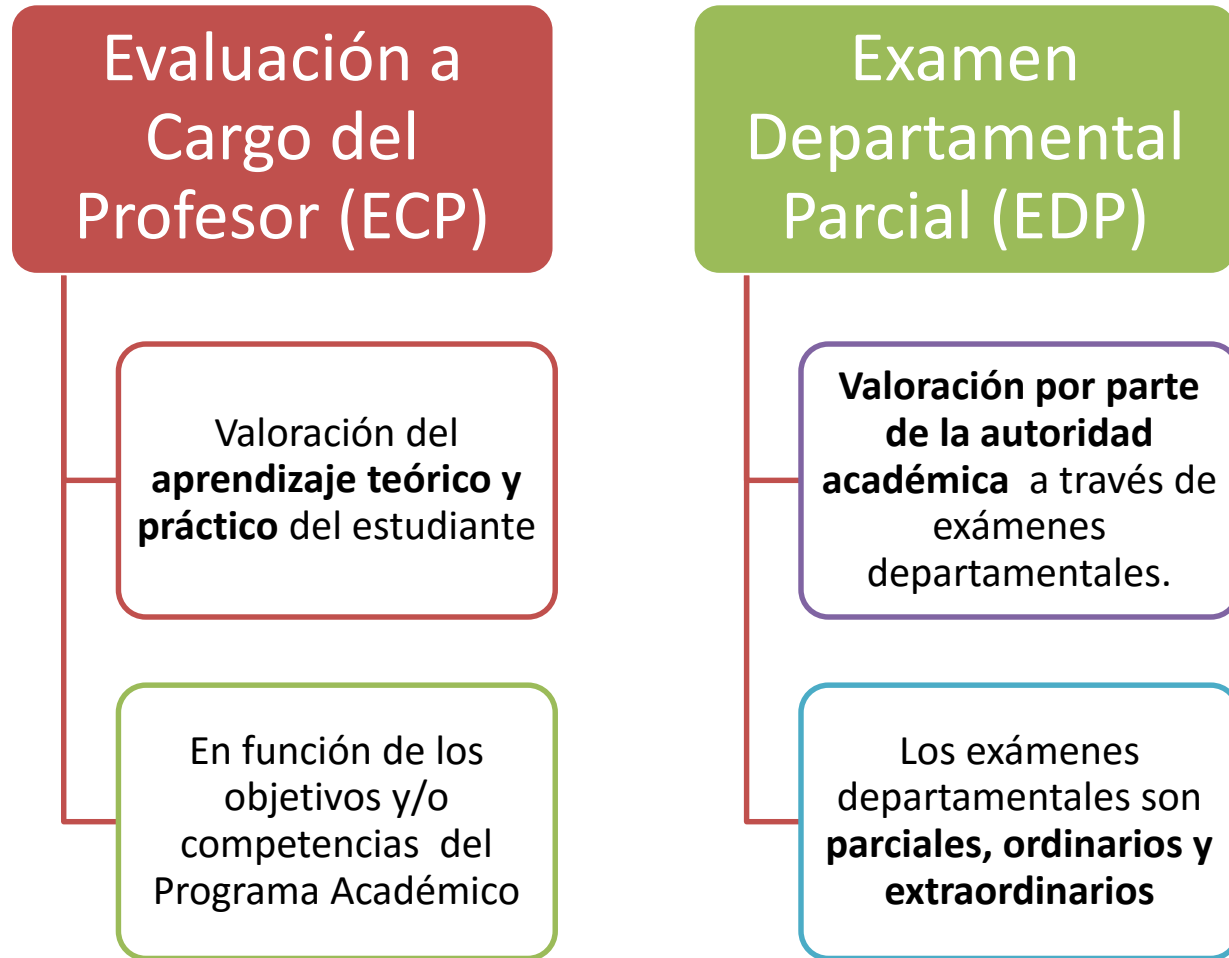 Evaluación a
Cargo del
Profesor (ECP)
Valoración del
aprendizaje teórico y
práctico del estudiante
En función de los
objetivos y/o
competencias del
Programa Académico
Examen
Departamental
Parcial (EDP)
Valoración por parte
de la autoridad
académica a través de
exámenes
departamentales.
Los exámenes
departamentales son
parciales, ordinarios y
extraordinarios